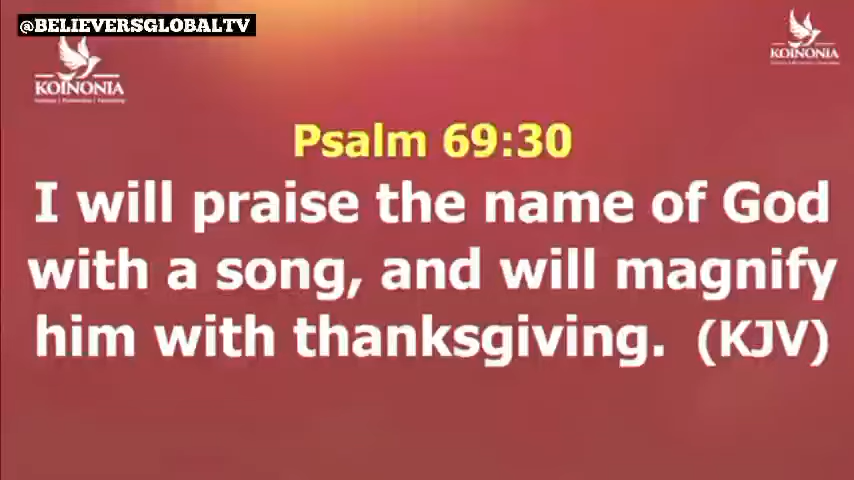 @BELIEVERSGLOBALTV
KOINONIA
KOINONIA
Psalm 69:30
I will praise the name of God
with a song, and will magnify
him with thanksgiving. (KJV)